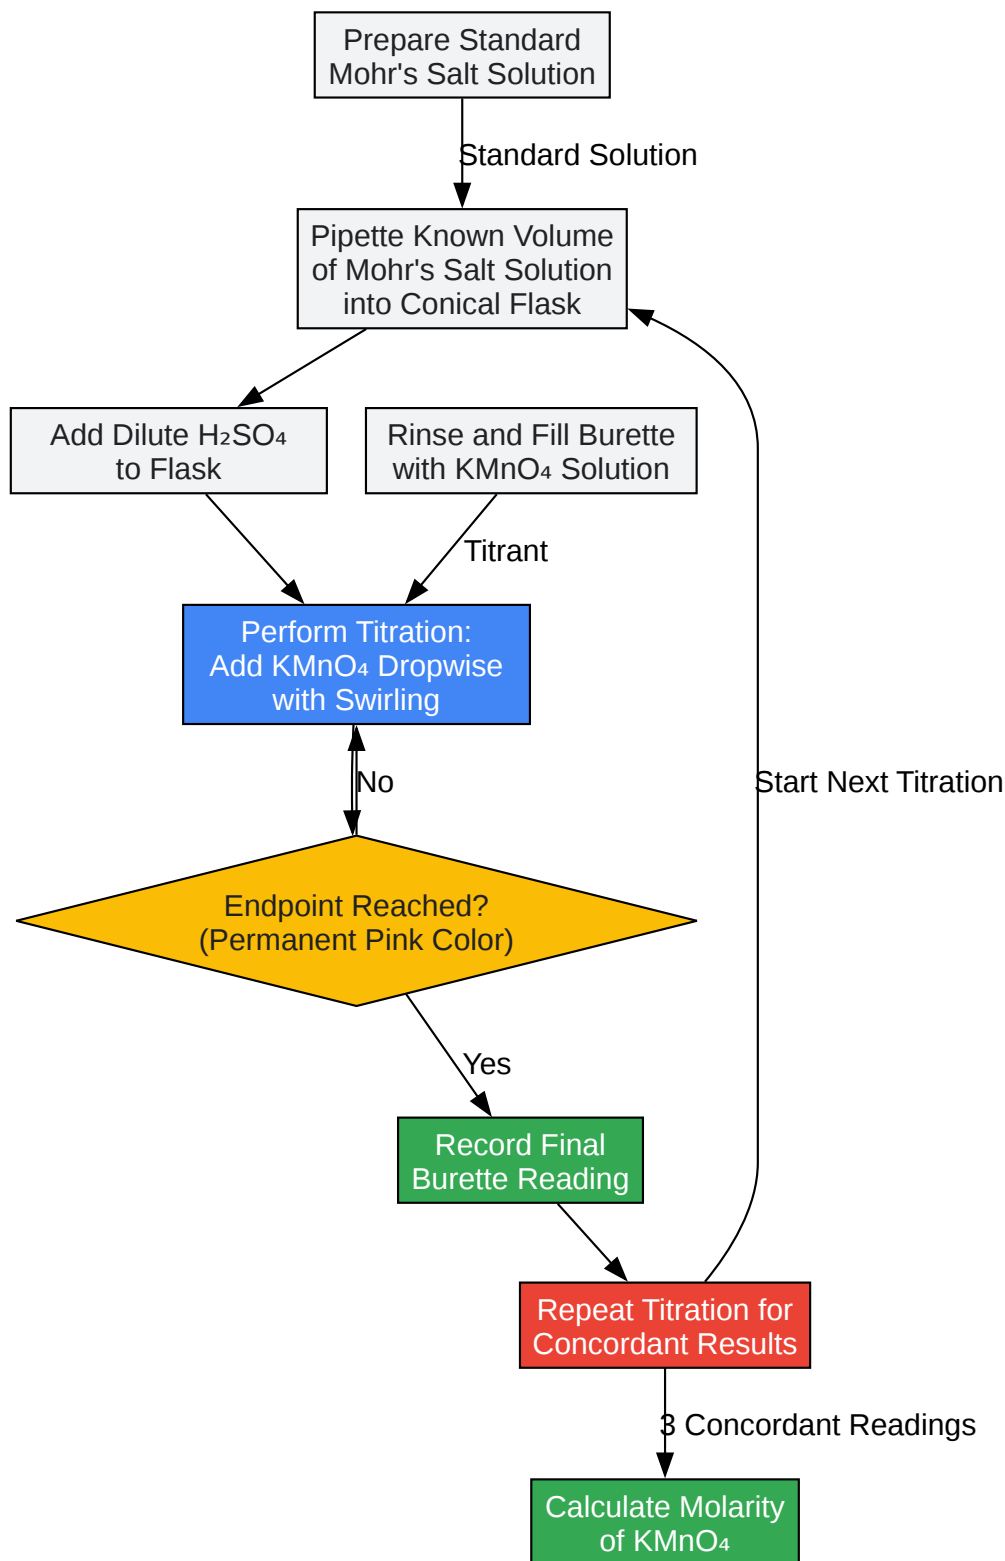 Prepare Standard
Mohr's Salt Solution
Standard Solution
Pipette Known Volume
of Mohr's Salt Solution
into Conical Flask
Add Dilute H₂SO₄
to Flask
Rinse and Fill Burette
with KMnO₄ Solution
Titrant
Perform Titration:
Add KMnO₄ Dropwise
with Swirling
No
Start Next Titration
Endpoint Reached?
(Permanent Pink Color)
Yes
Record Final
Burette Reading
Repeat Titration for
Concordant Results
3 Concordant Readings
Calculate Molarity
of KMnO₄